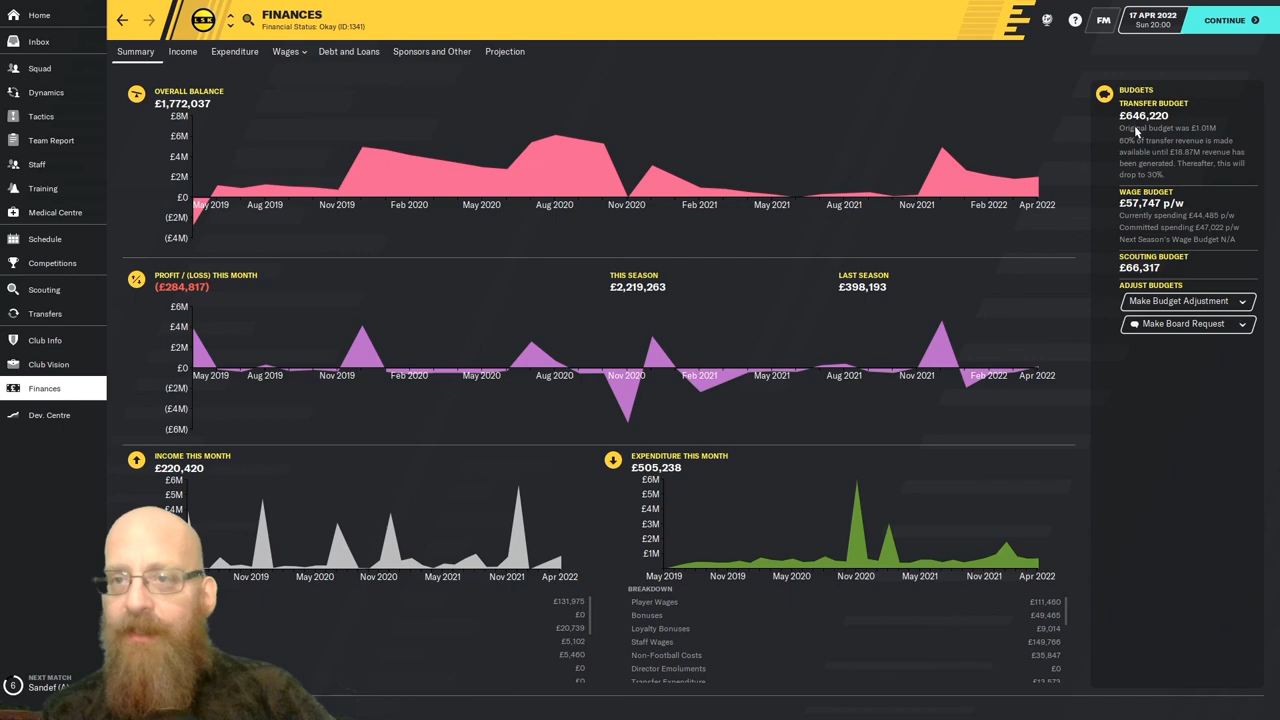 Home
Inbox
Squad
Dynamics
Tactics
Team Report
Staff
Training
Medical Centre
Schedule
Competitions
Scouting
Transfers
Club Info
Club Vision
Finances
Dev. Centre
6
NEXT MATCH
Sandef (A)
LSK
FINANCES
Financial Status: Okay (ID:1341)
?
FM
17 APR 2022
Sun 20:00
CONTINUE
Summary
Income
Expenditure
Wages
Debt and Loans
Sponsors and Other
Projection
OVERALL BALANCE
£1,772,037
£8M
£6M
£4M
£2M
£0
(£2M)
(£4M)
May 2019 Aug 2019 Nov 2019 Feb 2020 May 2020 Aug 2020 Nov 2020 Feb 2021 May 2021 Aug 2021 Nov 2021 Feb 2022 Apr 2022
PROFIT / (LOSS) THIS MONTH
(£284,817)
THIS SEASON
£2,219,263
LAST SEASON
£398,193
£6M
£4M
£2M
£0
(£2M)
(£4M)
(£6M)
May 2019 Aug 2019 Nov 2019 Feb 2020 May 2020 Aug 2020 Nov 2020 Feb 2021 May 2021 Aug 2021 Nov 2021 Feb 2022 Apr 2022
INCOME THIS MONTH
£220,420
£6M
£5M
£4M
Nov 2019 May 2020 Nov 2020 May 2021 Nov 2021 Apr 2022
£131,975
£0
£20,739
£5,102
£5,460
£0
£0
EXPENDITURE THIS MONTH
£505,238
£6M
£5M
£4M
£3M
£2M
£1M
May 2019 Nov 2019 May 2020 Nov 2020 May 2021 Nov 2021 Apr 2022
BREAKDOWN
Player Wages £111,460
Bonuses £49,465
Loyalty Bonuses £9,014
Staff Wages £149,766
Non-Football Costs £35,847
Director Emoluments £0
Transfer Expenditure £13,573
BUDGETS
TRANSFER BUDGET
£646,220
Original budget was £1.01M
60% of transfer revenue is made
available until £18.87M revenue has
been generated. Thereafter, this will
drop to 30%.
WAGE BUDGET
£57,747 p/w
Currently spending £44,485 p/w
Committed spending £47,022 p/w
Next Season's Wage Budget N/A
SCOUTING BUDGET
£66,317
ADJUST BUDGETS
Make Budget Adjustment
Make Board Request